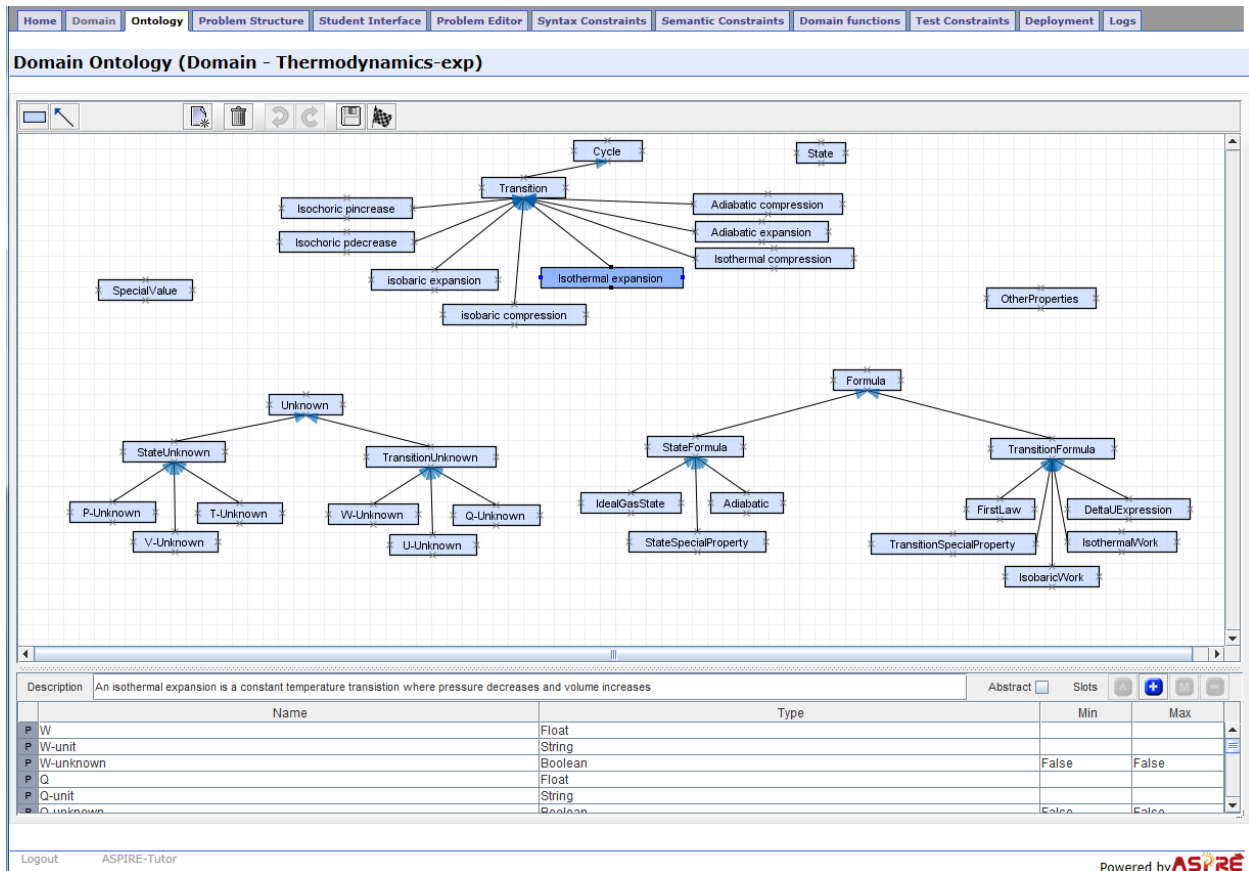 Home Domain Ontology Problem Structure Student Interface Problem Editor Syntax Constraints Semantic Constraints Domain functions Test Constraints Deployment Logs
Domain Ontology (Domain - Thermodynamics-exp)
Cycle
State
Transition
Isochoric pincrease
Adiabatic compression
Adiabatic expansion
Isochoric pdecrease
Isothermal compression
isobaric expansion
Isothermal expansion
SpecialValue
OtherProperties
isobaric compression
Formula
Unknown
StateUnknown
TransitionUnknown
StateFormula
TransitionFormula
P-Unknown
T-Unknown
W-Unknown
Q-Unknown
IdealGasState
Adiabatic
FirstLaw
DeltaUExpression
V-Unknown
U-Unknown
StateSpecialProperty
TransitionSpecialProperty
IsothermalWork
IsobaricWork
Description An isothermal expansion is a constant temperature transistion where pressure decreases and volume increases Abstract Slots A + M −
Name Type Min Max
P W Float
P W-unit String
P W-unknown Boolean False False
P Q Float
P Q-unit String
P Q-unknown Boolean False False
Logout ASPIRE-Tutor
Powered by ASPIRE